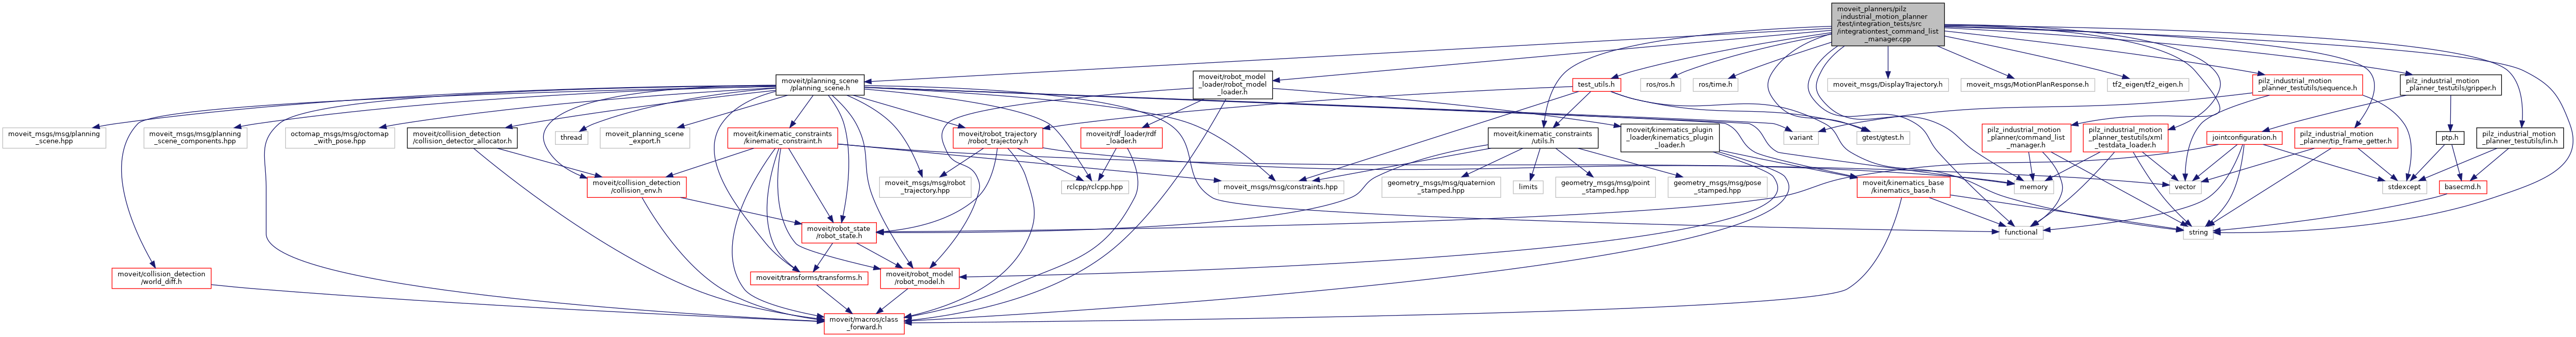 moveit_planners/pilz
_industrial_motion_planner
/test/integration_tests/src
/integrationtest_command_list
_manager.cpp
moveit/planning_scene
/planning_scene.h
moveit/robot_model
_loader/robot_model
_loader.h
test_utils.h
ros/ros.h
ros/time.h
moveit_msgs/DisplayTrajectory.h
moveit_msgs/MotionPlanResponse.h
tf2_eigen/tf2_eigen.h
pilz_industrial_motion
_planner_testutils/sequence.h
pilz_industrial_motion
_planner_testutils/gripper.h
moveit_msgs/msg/planning
_scene.hpp
moveit_msgs/msg/planning
_scene_components.hpp
octomap_msgs/msg/octomap
_with_pose.hpp
moveit/collision_detection
/collision_detector_allocator.h
thread
moveit_planning_scene
_export.h
moveit/kinematic_constraints
/kinematic_constraint.h
moveit/robot_trajectory
/robot_trajectory.h
moveit/rdf_loader/rdf
_loader.h
moveit/kinematic_constraints
/utils.h
moveit/kinematics_plugin
_loader/kinematics_plugin
_loader.h
variant
gtest/gtest.h
pilz_industrial_motion
_planner/command_list
_manager.h
pilz_industrial_motion
_planner_testutils/xml
_testdata_loader.h
jointconfiguration.h
pilz_industrial_motion
_planner/tip_frame_getter.h
ptp.h
pilz_industrial_motion
_planner_testutils/lin.h
moveit/collision_detection
/collision_env.h
moveit_msgs/msg/robot
_trajectory.hpp
rclcpp/rclcpp.hpp
moveit_msgs/msg/constraints.hpp
geometry_msgs/msg/quaternion
_stamped.hpp
limits
geometry_msgs/msg/point
_stamped.hpp
geometry_msgs/msg/pose
_stamped.hpp
moveit/kinematics_base
/kinematics_base.h
memory
vector
stdexcept
basecmd.h
moveit/robot_state
/robot_state.h
functional
string
moveit/collision_detection
/world_diff.h
moveit/transforms/transforms.h
moveit/robot_model
/robot_model.h
moveit/macros/class
_forward.h